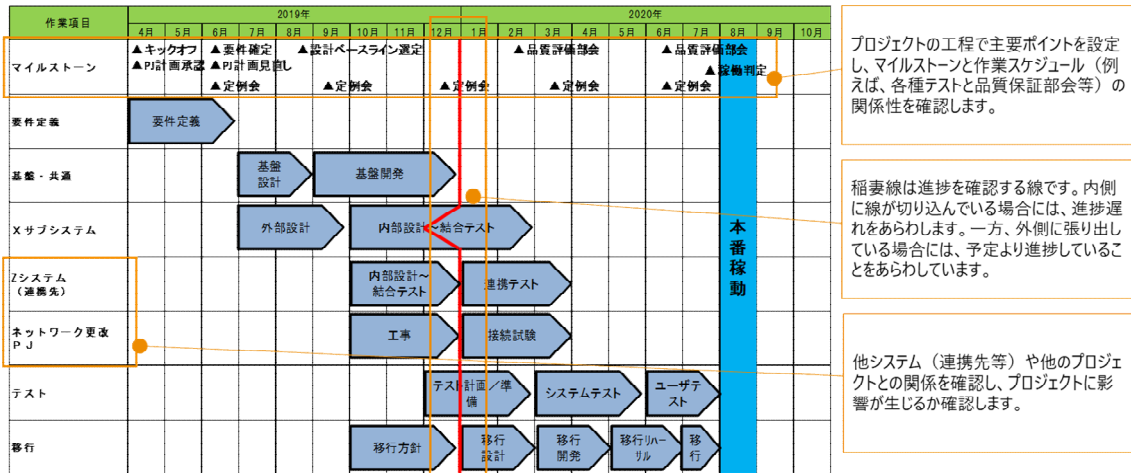 作業項目
2019年
2020年
4月 5月 6月 7月 8月 9月 10月 11月 12月 1月 2月 3月 4月 5月 6月 7月 8月 9月 10月
マイルストーン
▲キックオフ ▲要件確定 ▲設計ベースライン選定 ▲品質評価部会 ▲品質評価部会
▲PJ計画承認 ▲PJ計画見直し ▲稼働判定
▲定例会 ▲定例会 ▲定例会 ▲定例会 ▲定例会
要件定義
要件定義
基盤・共通
基盤
設計
基盤開発
Xサブシステム
外部設計
内部設計～結合テスト
Zシステム
（連携先）
内部設計～
結合テスト
連携テスト
ネットワーク更改
PJ
工事
接続試験
テスト
テスト計画／準
備
システムテスト
ユーザテ
スト
移行
移行方針
移行
設計
移行
開発
移行リハー
サル
移
行
本番稼動
プロジェクトの工程で主要ポイントを設定
し、マイルストーンと作業スケジュール（例
えば、各種テストと品質保証部会等）の
関係性を確認します。
稲妻線は進捗を確認する線です。内側
に線が切り込んでいる場合には、進捗遅
れをあらわします。一方、外側に張り出し
ている場合には、予定より進捗しているこ
とをあらわしています。
他システム（連携先等）や他のプロジェ
クトとの関係を確認し、プロジェクトに影
響が生じるか確認します。